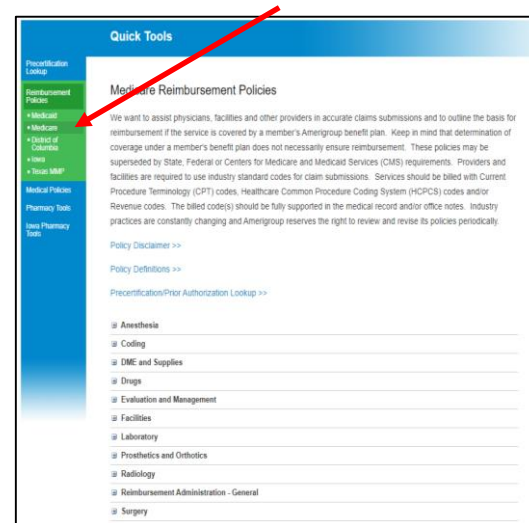 Quick Tools
Precertification
Lookup
Reimbursement
Policies
Medicaid
Medicare
District of
Columbia
Iowa
Texas MMP
Medical Policies
Pharmacy Tools
Iowa Pharmacy
Tools
Medicare Reimbursement Policies
We want to assist physicians, facilities and other providers in accurate claims submissions and to outline the basis for
reimbursement if the service is covered by a member's Amerigroup benefit plan. Keep in mind that determination of
coverage under a member's benefit plan does not necessarily ensure reimbursement. These policies may be
superseded by State, Federal or Centers for Medicare and Medicaid Services (CMS) requirements. Providers and
facilities are required to use industry standard codes for claim submissions. Services should be billed with Current
Procedure Terminology (CPT) codes, Healthcare Common Procedure Coding System (HCPCS) codes and/or
Revenue codes. The billed code(s) should be fully supported in the medical record and/or office notes. Industry
practices are constantly changing and Amerigroup reserves the right to review and revise its policies periodically.
Policy Disclaimer >>
Policy Definitions >>
Precertification/Prior Authorization Lookup >>
Anesthesia
Coding
DME and Supplies
Drugs
Evaluation and Management
Facilities
Laboratory
Prosthetics and Orthotics
Radiology
Reimbursement Administration - General
Surgery